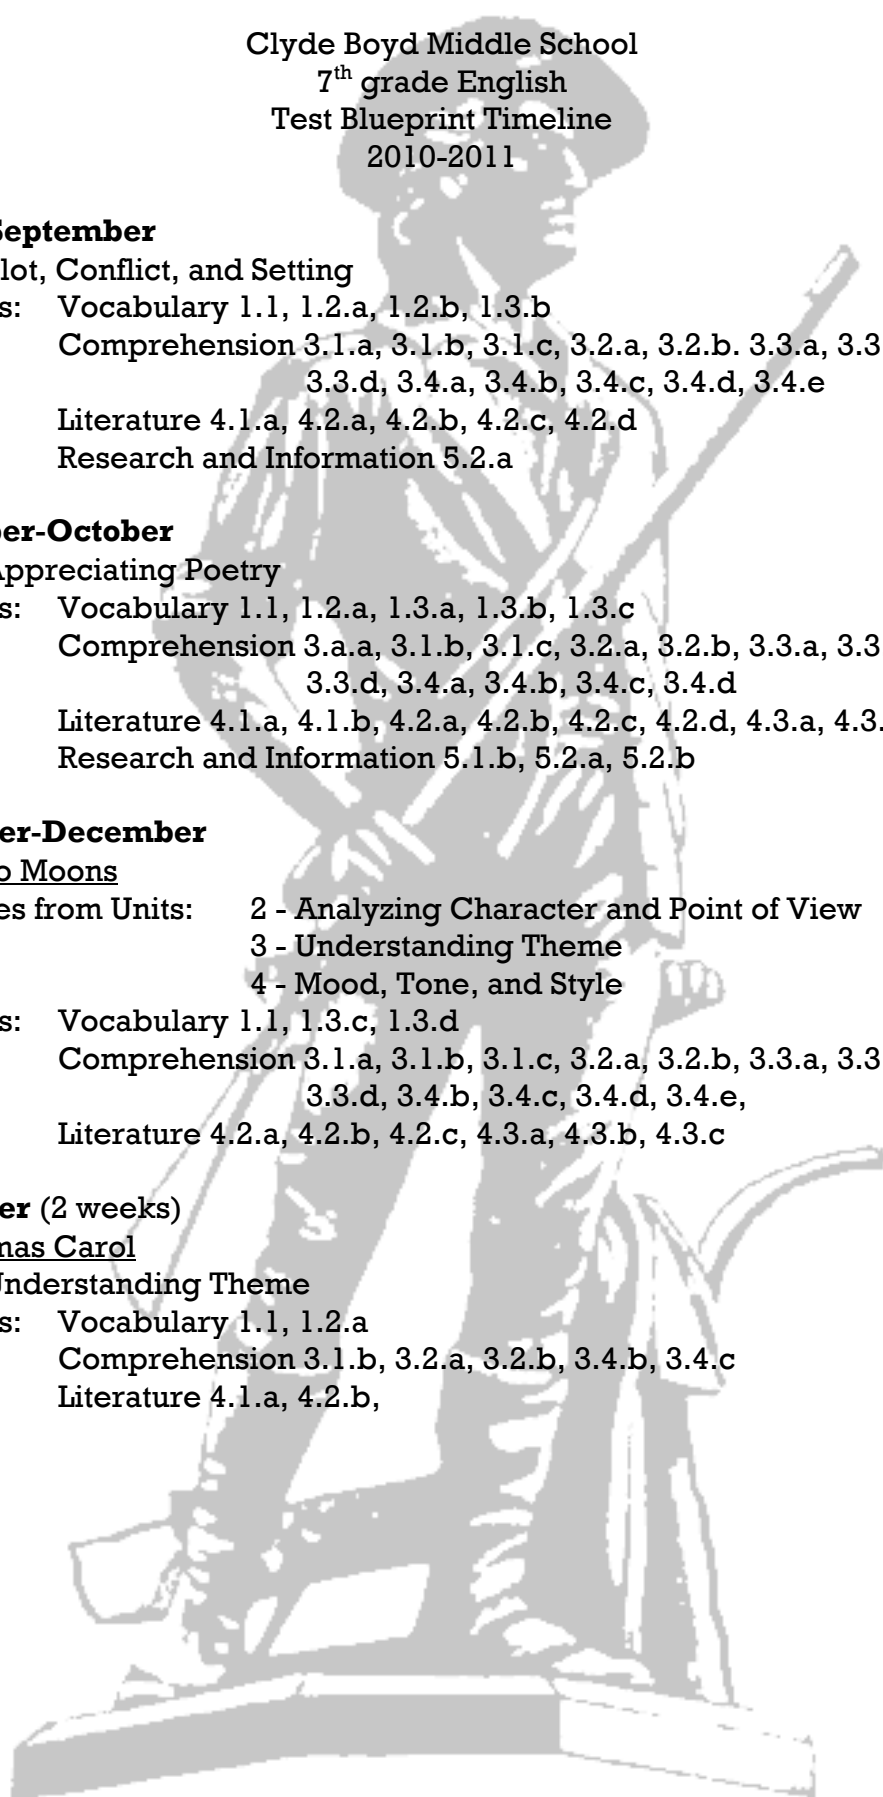 Clyde Boyd Middle School
7th grade English
Test Blueprint Timeline
2010-2011
September
lot, Conflict, and Setting
s: Vocabulary 1.1, 1.2.a, 1.2.b, 1.3.b
Comprehension 3.1.a, 3.1.b, 3.1.c, 3.2.a, 3.2.b. 3.3.a, 3.3
3.3.d, 3.4.a, 3.4.b, 3.4.c, 3.4.d, 3.4.e
Literature 4.1.a, 4.2.a, 4.2.b, 4.2.c, 4.2.d
Research and Information 5.2.a
ber-October
Appreciating Poetry
s: Vocabulary 1.1, 1.2.a, 1.3.a, 1.3.b, 1.3.c
Comprehension 3.a.a, 3.1.b, 3.1.c, 3.2.a, 3.2.b, 3.3.a, 3.3
3.3.d, 3.4.a, 3.4.b, 3.4.c, 3.4.d
Literature 4.1.a, 4.1.b, 4.2.a, 4.2.b, 4.2.c, 4.2.d, 4.3.a, 4.3.
Research and Information 5.1.b, 5.2.a, 5.2.b
er-December
o Moons
es from Units: 2 - Analyzing Character and Point of View
3 - Understanding Theme
4 - Mood, Tone, and Style
s: Vocabulary 1.1, 1.3.c, 1.3.d
Comprehension 3.1.a, 3.1.b, 3.1.c, 3.2.a, 3.2.b, 3.3.a, 3.3
3.3.d, 3.4.b, 3.4.c, 3.4.d, 3.4.e,
Literature 4.2.a, 4.2.b, 4.2.c, 4.3.a, 4.3.b, 4.3.c
er (2 weeks)
mas Carol
Understanding Theme
s: Vocabulary 1.1, 1.2.a
Comprehension 3.1.b, 3.2.a, 3.2.b, 3.4.b, 3.4.c
Literature 4.1.a, 4.2.b,